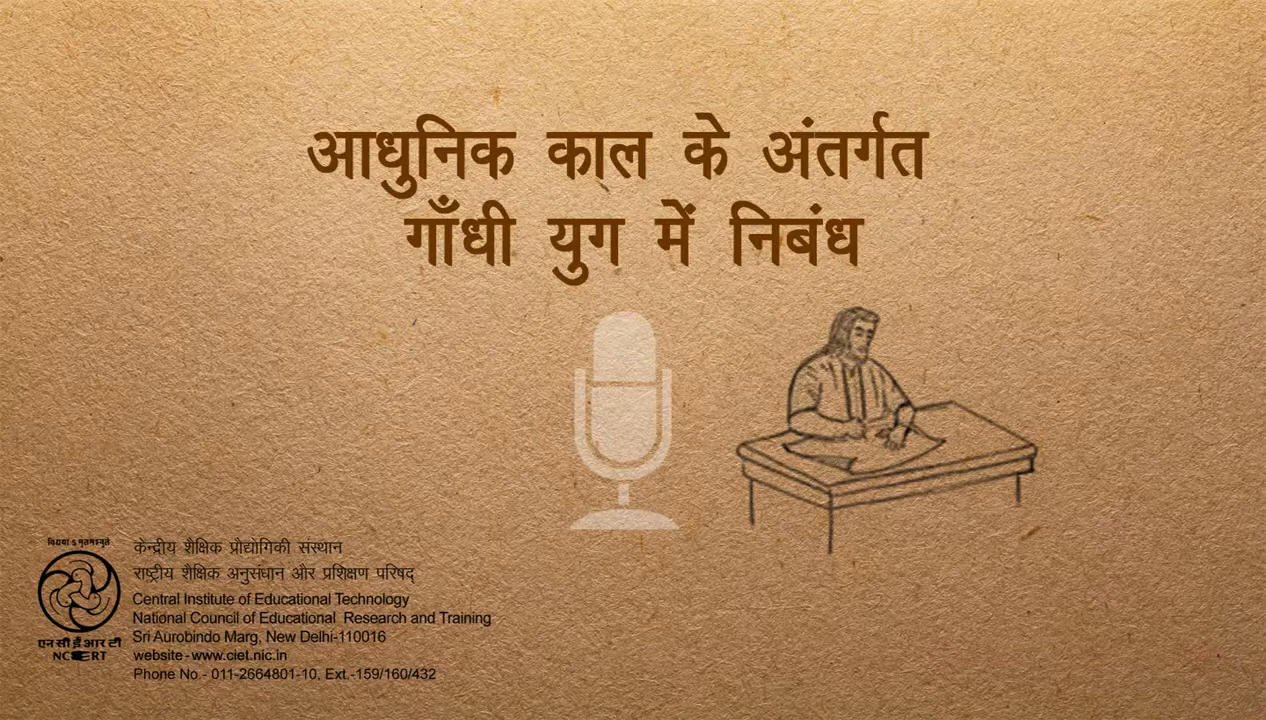 आधुनिक काल के अंतर्गत
गाँधी युग में निबंध
विद्यया ऽ मृतमश्नुते
एन सी ई आर टी
NCERT
केन्द्रीय शैक्षिक प्रौद्योगिकी संस्थान
राष्ट्रीय शैक्षिक अनुसंधान और प्रशिक्षण परिषद्
Central Institute of Educational Technology
National Council of Educational Research and Training
Sri Aurobindo Marg, New Delhi-110016
website - www.ciet.nic.in
Phone No.- 011-2664801-10, Ext.-159/160/432